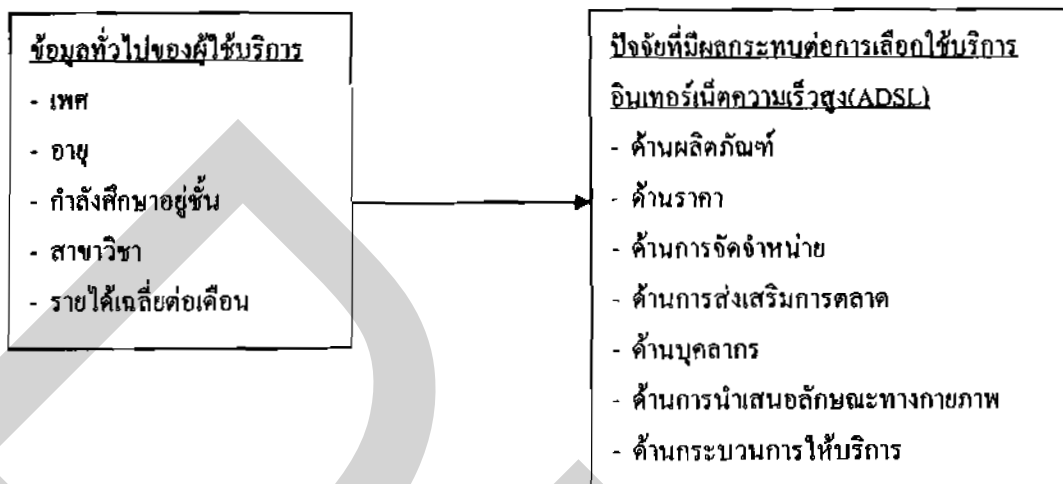 ข้อมูลทั่วไปของผู้ใช้บริการ
- เพศ
- อายุ
- กำลังศึกษาอยู่ชั้น
- สาขาวิชา
- รายได้เฉลี่ยต่อเดือน
ปัจจัยที่มีผลกระทบต่อการเลือกใช้บริการ
อินเทอร์เน็ตความเร็วสูง(ADSL)
- ด้านผลิตภัณฑ์
- ด้านราคา
- ด้านการจัดจำหน่าย
- ด้านการส่งเสริมการตลาด
- ด้านบุคลากร
- ด้านการนำเสนอลักษณะทางกายภาพ
- ด้านกระบวนการให้บริการ